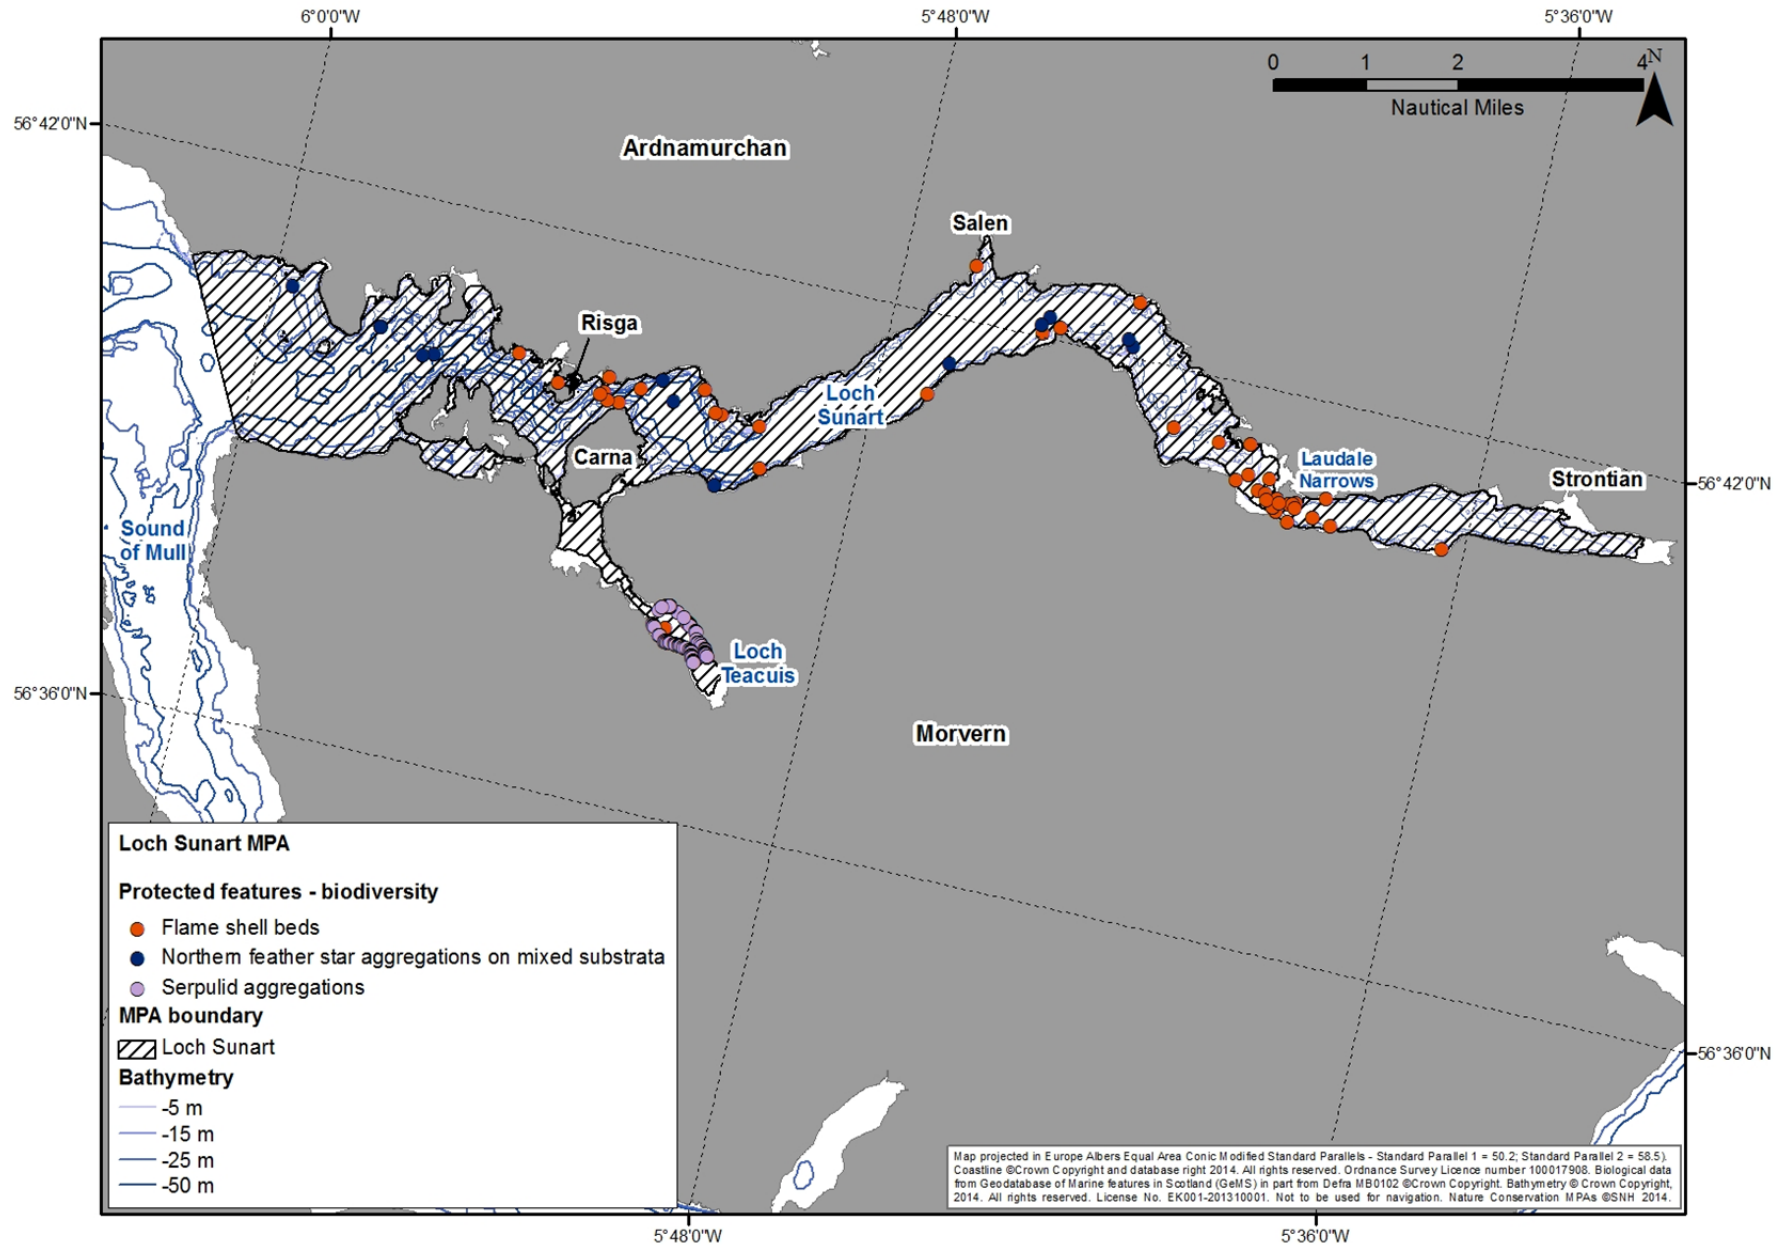 6°0'0"W 5°48'0"W 5°36'0"W
0 1 2 4 N
Nautical Miles
56°42'0"N
Ardnamurchan
Salen
Risga
Loch
Sunart
Carna
Laudale
Narrows
Strontian
56°42'0"N
Sound
of Mull
Loch
Teacuis
56°36'0"N
Morvern
Loch Sunart MPA
Protected features - biodiversity
Flame shell beds
Northern feather star aggregations on mixed substrata
Serpulid aggregations
MPA boundary
Loch Sunart
Bathymetry
-5 m
-15 m
-25 m
-50 m
56°36'0"N
Map projected in Europe Albers Equal Area Conic Modified Standard Parallels - Standard Parallel 1 = 50.2; Standard Parallel 2 = 58.5).
Coastline ©Crown Copyright and database right 2014. All rights reserved. Ordnance Survey Licence number 100017908. Biological data
from Geodatabase of Marine features in Scotland (GeMS) in part from Defra MB0102 ©Crown Copyright. Bathymetry © Crown Copyright,
2014. All rights reserved. License No. EK001-201310001. Not to be used for navigation. Nature Conservation MPAs ©SNH 2014.
5°48'0"W 5°36'0"W